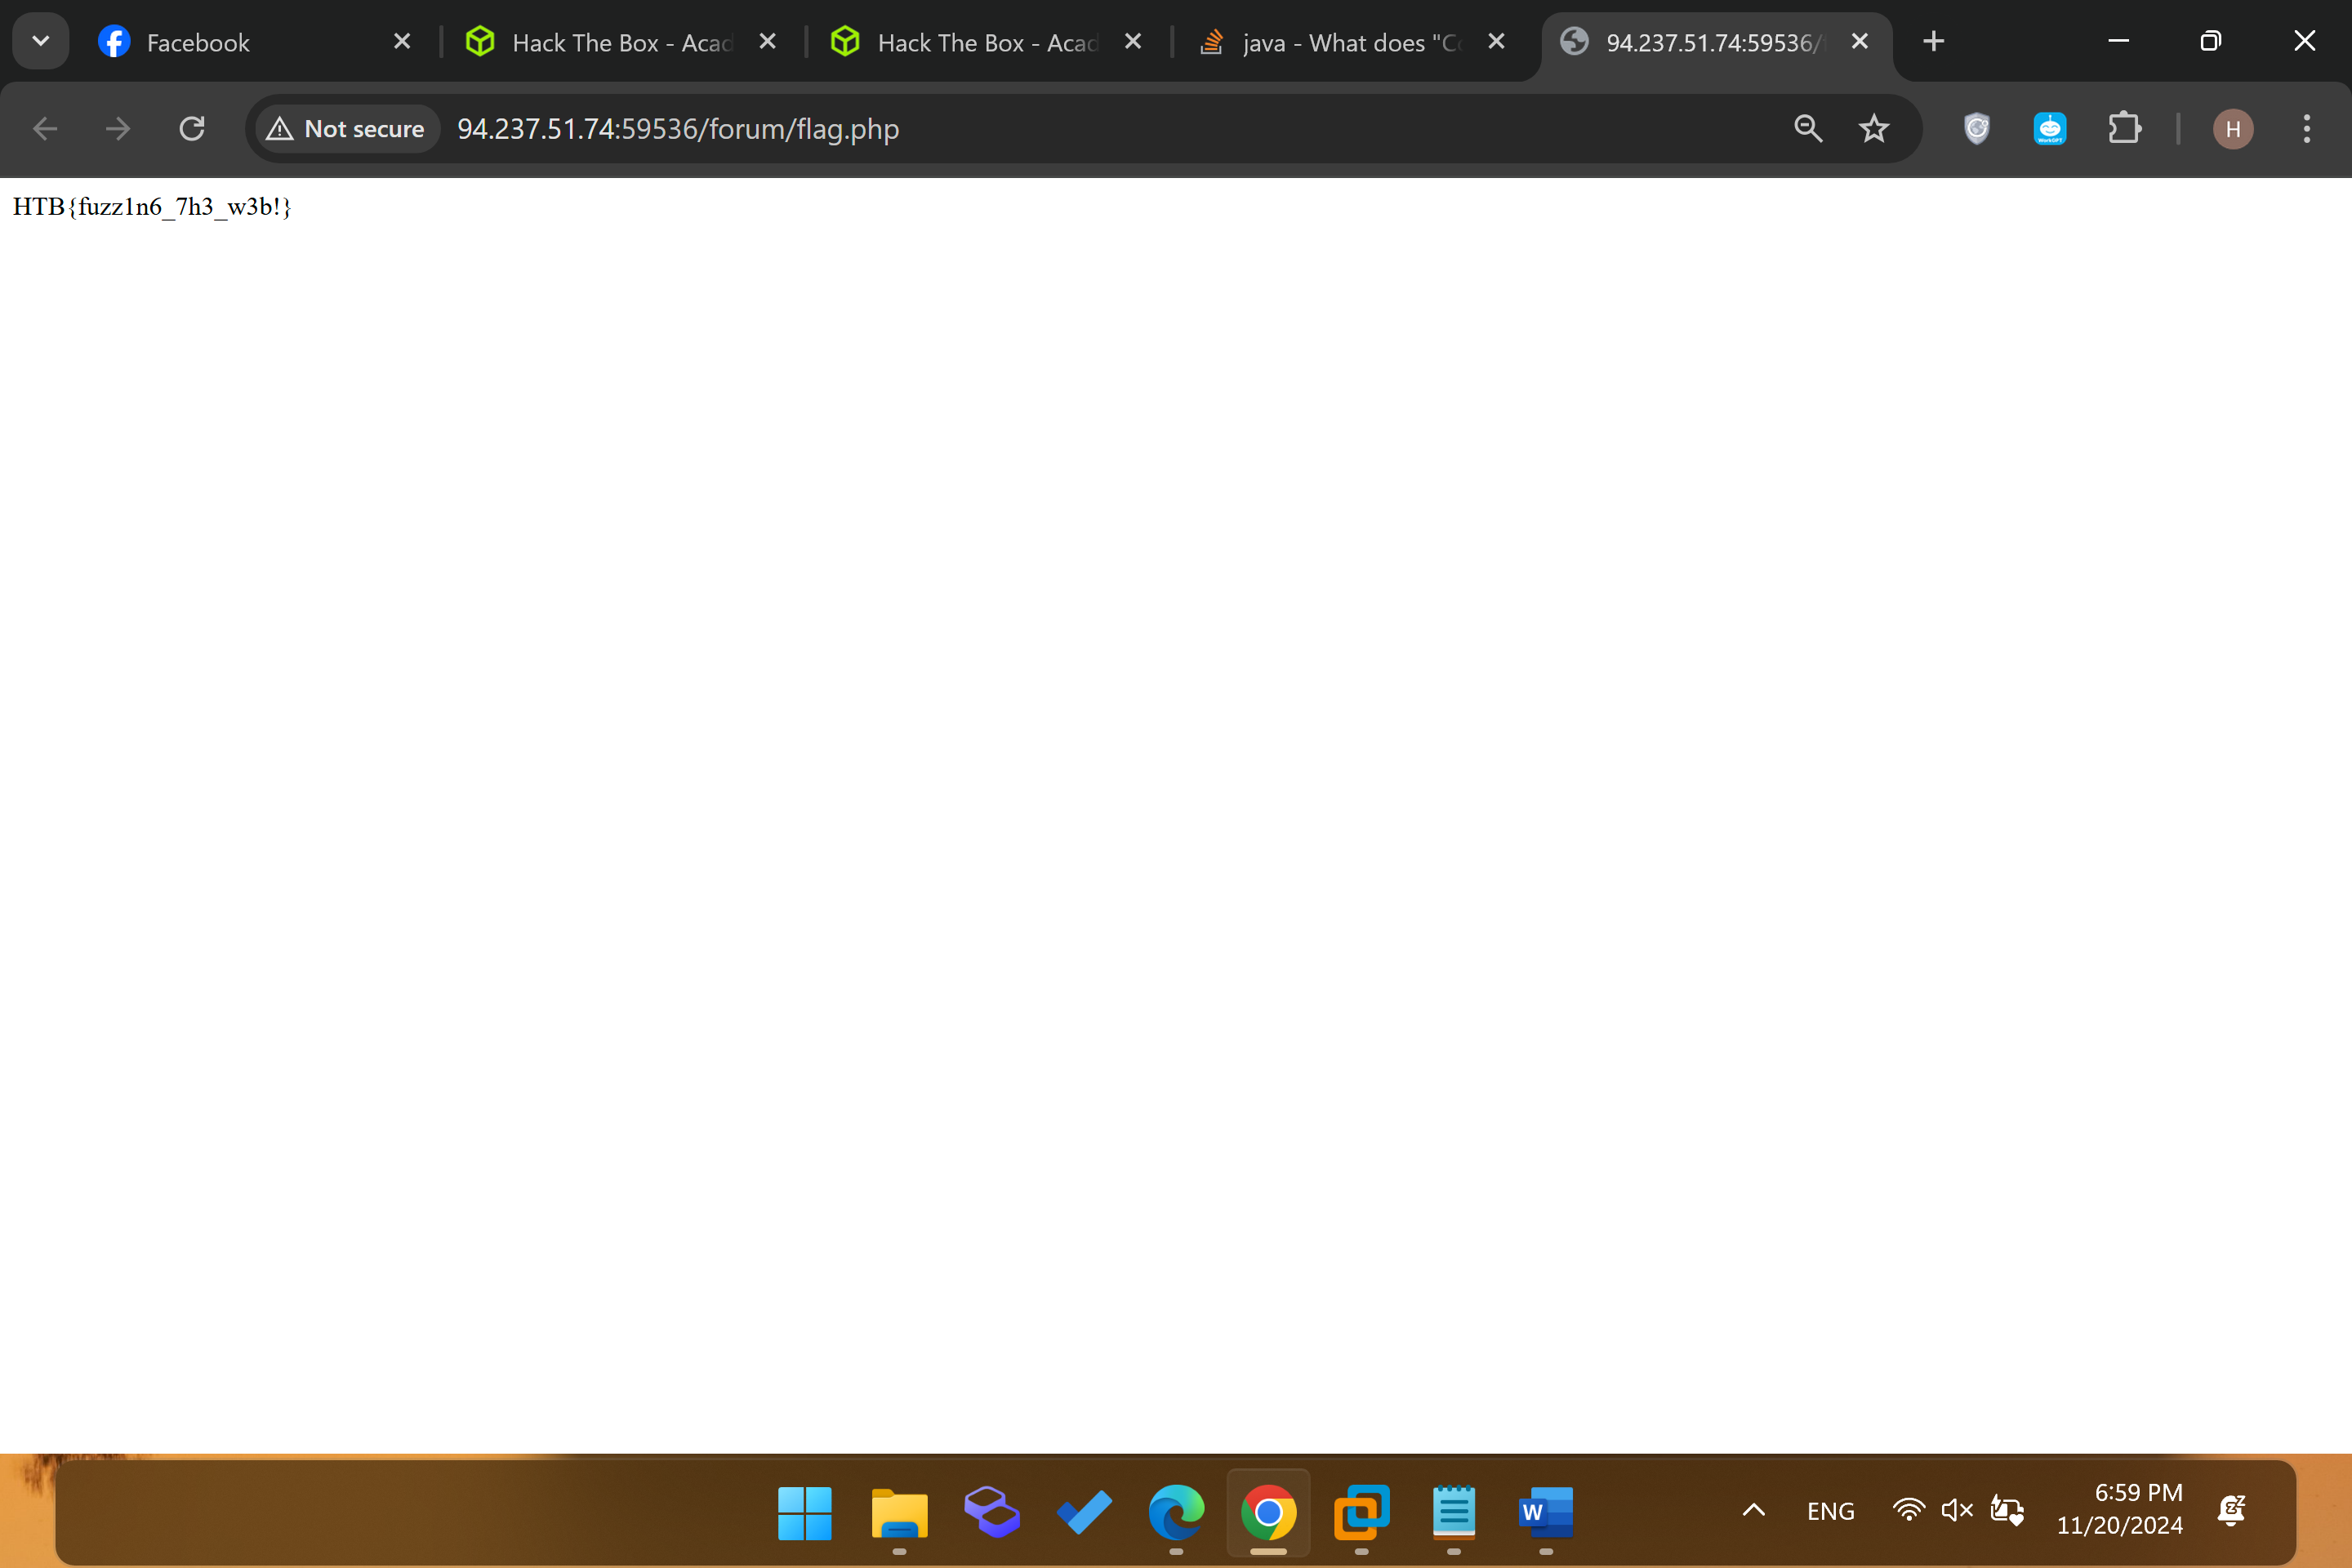 Facebook
Hack The Box - Acad
Hack The Box - Acad
java - What does "Co
94.237.51.74:59536/
Not secure
94.237.51.74:59536/forum/flag.php
H
HTB{fuzz1n6_7h3_w3b!}
W
ENG
6:59 PM
11/20/2024